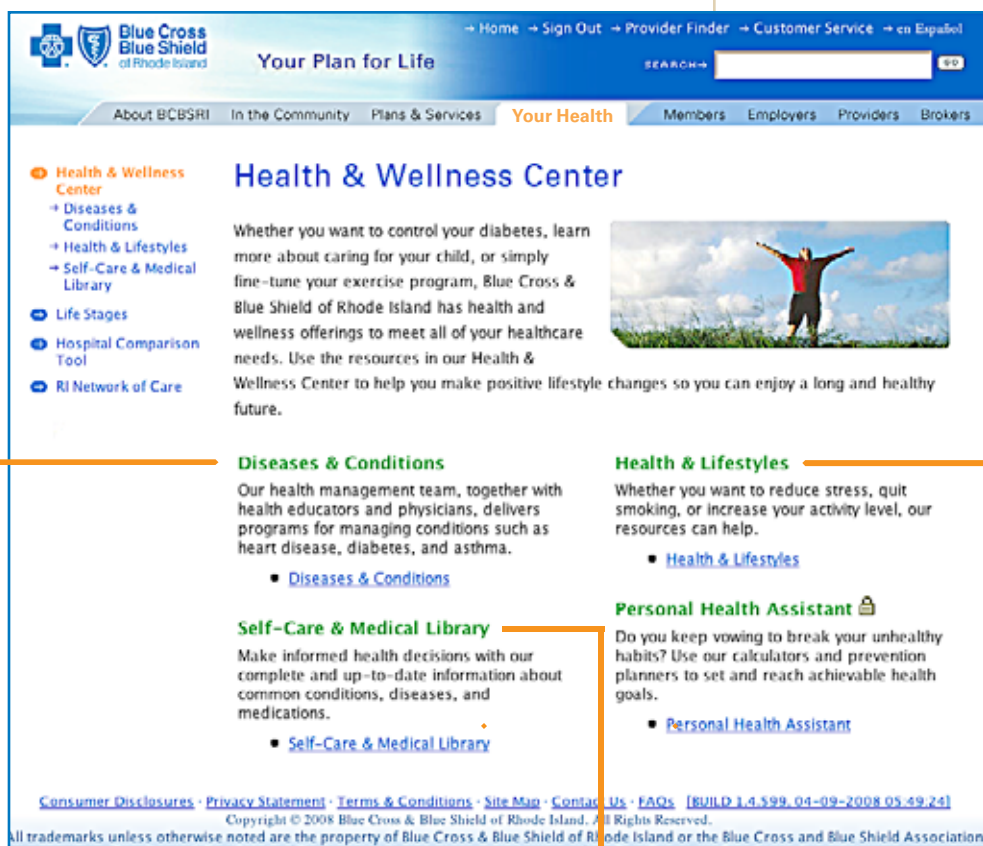 Blue Cross
Blue Shield
of Rhode Island
Your Plan for Life
→ Home → Sign Out → Provider Finder → Customer Service → en Español
SEARCH→
GO
About BCBSRI In the Community Plans & Services Your Health Members Employers Providers Brokers
Health & Wellness
Center
→ Diseases &
Conditions
→ Health & Lifestyles
→ Self-Care & Medical
Library
Life Stages
Hospital Comparison
Tool
RI Network of Care
Health & Wellness Center
Whether you want to control your diabetes, learn
more about caring for your child, or simply
fine-tune your exercise program, Blue Cross &
Blue Shield of Rhode Island has health and
wellness offerings to meet all of your healthcare
needs. Use the resources in our Health &
Wellness Center to help you make positive lifestyle changes so you can enjoy a long and healthy
future.
Diseases & Conditions
Our health management team, together with
health educators and physicians, delivers
programs for managing conditions such as
heart disease, diabetes, and asthma.
• Diseases & Conditions
Self-Care & Medical Library
Make informed health decisions with our
complete and up-to-date information about
common conditions, diseases, and
medications.
• Self-Care & Medical Library
Health & Lifestyles
Whether you want to reduce stress, quit
smoking, or increase your activity level, our
resources can help.
• Health & Lifestyles
Personal Health Assistant
Do you keep vowing to break your unhealthy
habits? Use our calculators and prevention
planners to set and reach achievable health
goals.
• Personal Health Assistant
Consumer Disclosures · Privacy Statement · Terms & Conditions · Site Map · Contact Us · FAQs [BUILD 1.4.599, 04-09-2008 05:49:24]
Copyright © 2008 Blue Cross & Blue Shield of Rhode Island. All Rights Reserved.
All trademarks unless otherwise noted are the property of Blue Cross & Blue Shield of Rhode Island or the Blue Cross and Blue Shield Association